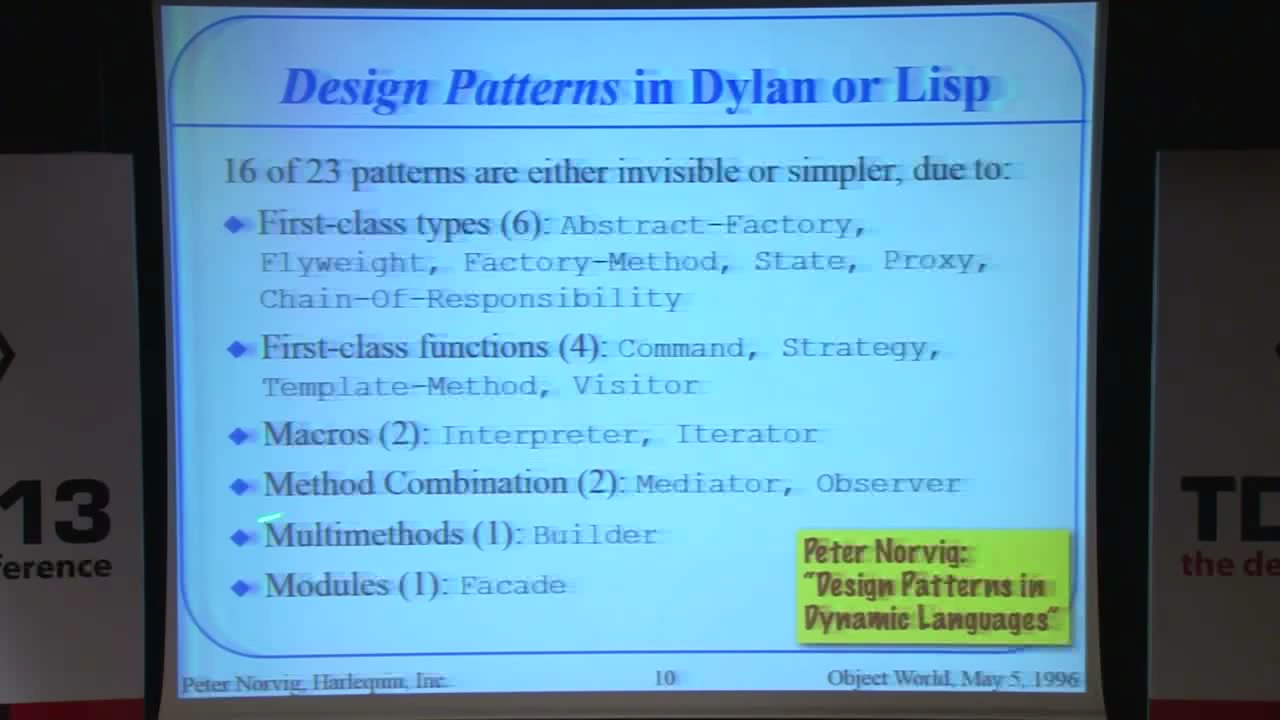 Design Patterns in Dylan or Lisp
16 of 23 patterns are either invisible or simpler, due to:
◆ First-class types (6): Abstract-Factory,
Flyweight, Factory-Method, State, Proxy,
Chain-Of-Responsibility
◆ First-class functions (4): Command, Strategy,
Template-Method, Visitor
◆ Macros (2): Interpreter, Iterator
◆ Method Combination (2): Mediator, Observer
◆ Multimethods (1): Builder
◆ Modules (1): Facade
Peter Norvig:
"Design Patterns in
Dynamic Languages"
Peter Norvig, Harlequin, Inc.
10
Object World, May 5, 1996
13
ference
TD
the de